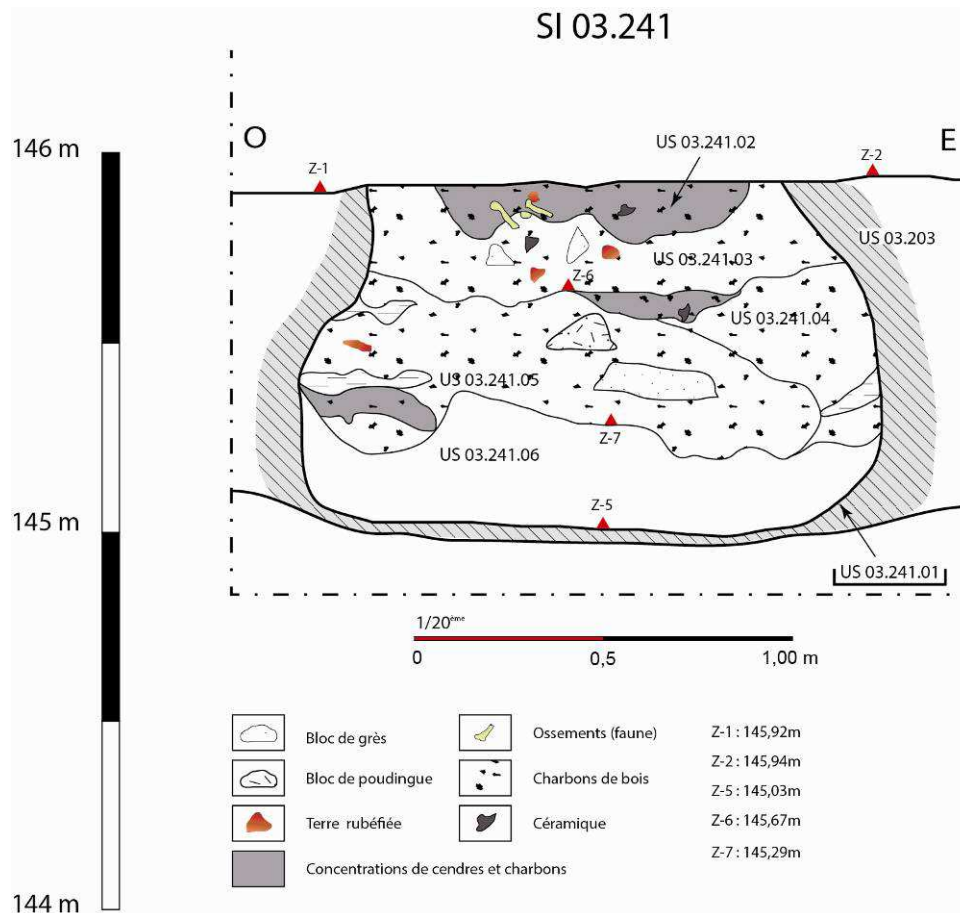 SI 03.241
146 m
O
E
US 03.241.02
Z-1
Z-2
US 03.203
US 03.241.03
Z-6
US 03.241.04
US 03.241.05
Z-7
US 03.241.06
145 m
Z-5
US 03.241.01
1/20ème
0
0,5
1,00 m
Bloc de grès
Ossements (faune)
Z-1 : 145,92m
Bloc de poudingue
Charbons de bois
Z-2 : 145,94m
Z-5 : 145,03m
Terre rubéfiée
Céramique
Z-6 : 145,67m
Z-7 : 145,29m
Concentrations de cendres et charbons
144 m